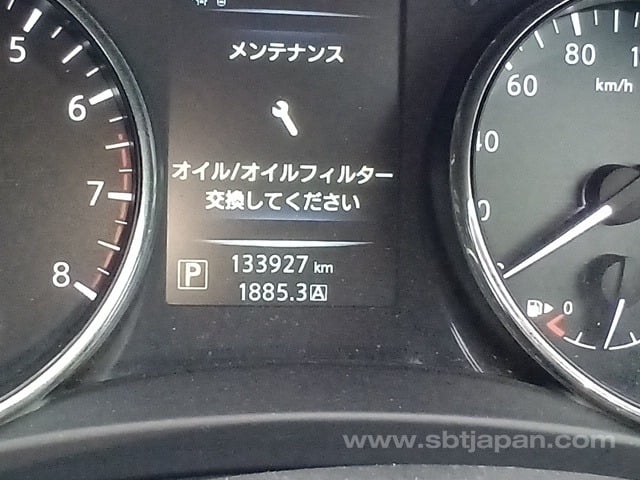 メンテナンス
オイル/オイルフィルター
交換してください
P
133927 km
1885.3 A
5
6
7
8
80
60
km/h
40
0
www.sbtjapan.com